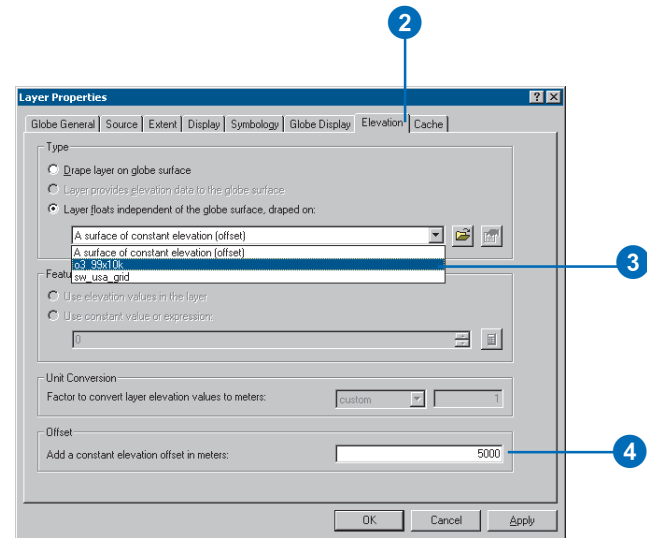 2
Layer Properties
Globe General Source Extent Display Symbology Globe Display Elevation Cache
Type
Drape layer on globe surface
Layer provides elevation data to the globe surface
Layer floats independent of the globe surface, draped on:
A surface of constant elevation (offset)
A surface of constant elevation (offset)
o3_99x10k
3
sw_usa_grid
Featu
Use elevation values in the layer
Use constant value or expression:
0
Unit Conversion
Factor to convert layer elevation values to meters:
custom
1
Offset
Add a constant elevation offset in meters:
5000
4
OK Cancel Apply